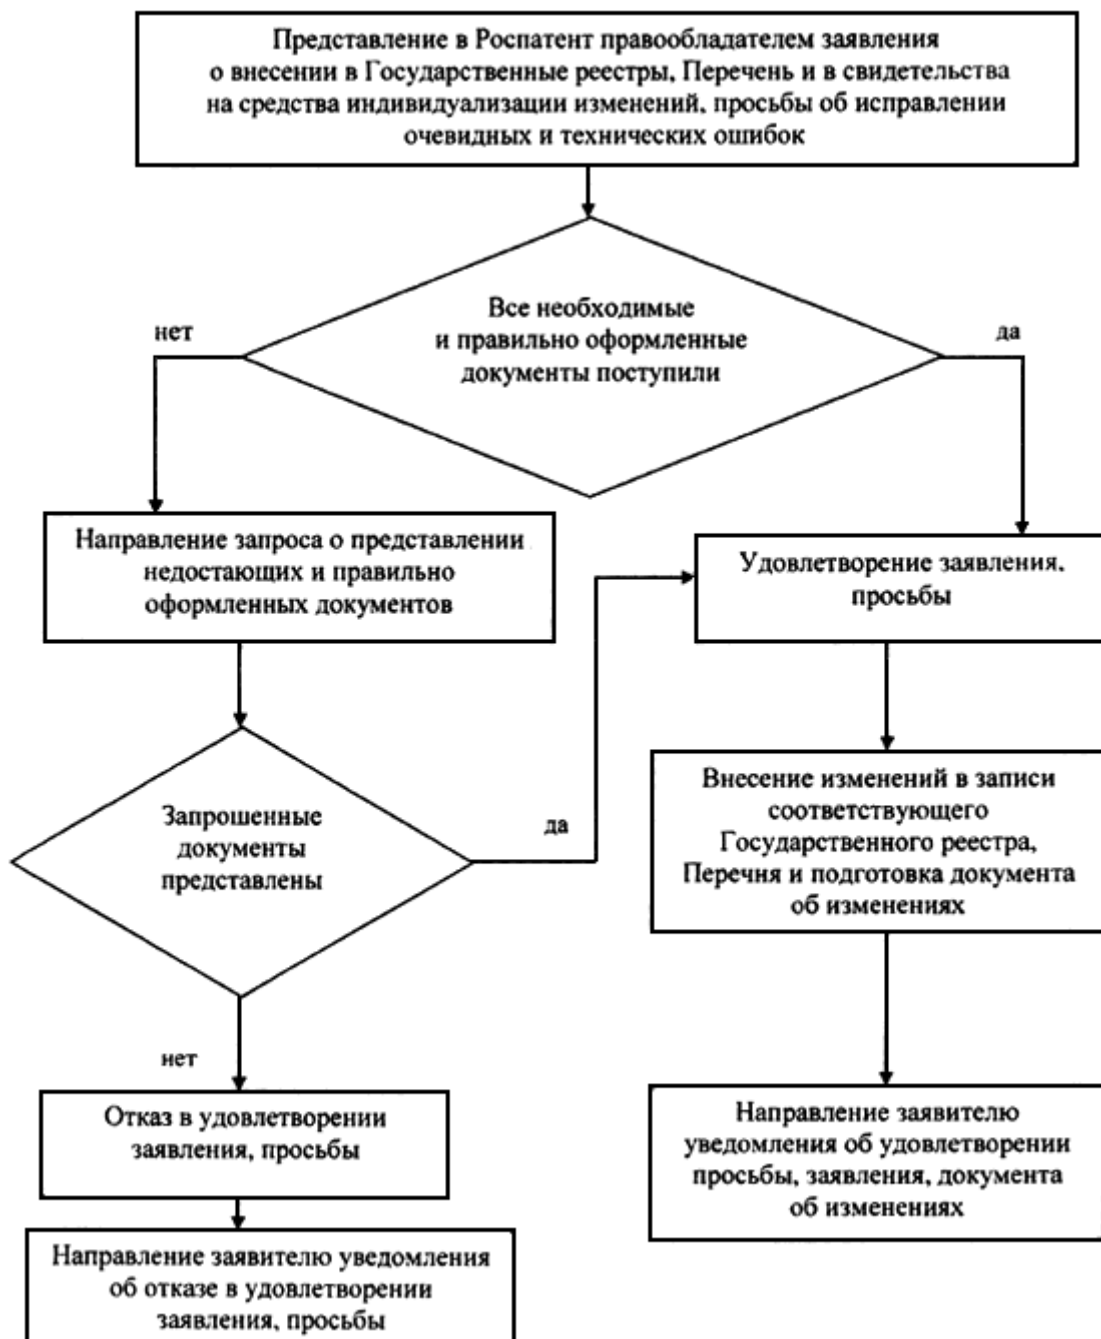 Представление в Роспатент правообладателем заявления
о внесении в Государственные реестры, Перечень и в свидетельства
на средства индивидуализации изменений, просьбы об исправлении
очевидных и технических ошибок
Все необходимые
и правильно оформленные
документы поступили
нет
да
Направление запроса о представлении
недостающих и правильно
оформленных документов
Удовлетворение заявления,
просьбы
Запрошенные
документы
представлены
да
Внесение изменений в записи
соответствующего
Государственного реестра,
Перечня и подготовка документа
об изменениях
нет
Отказ в удовлетворении
заявления, просьбы
Направление заявителю
уведомления об удовлетворении
просьбы, заявления, документа
об изменениях
Направление заявителю уведомления
об отказе в удовлетворении
заявления, просьбы